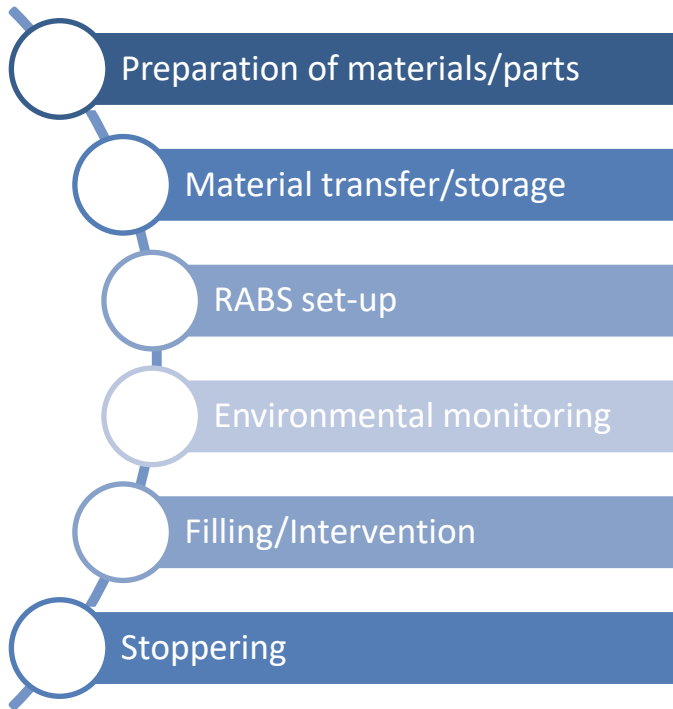 Preparation of materials/parts
Material transfer/storage
RABS set-up
Environmental monitoring
Filling/Intervention
Stoppering